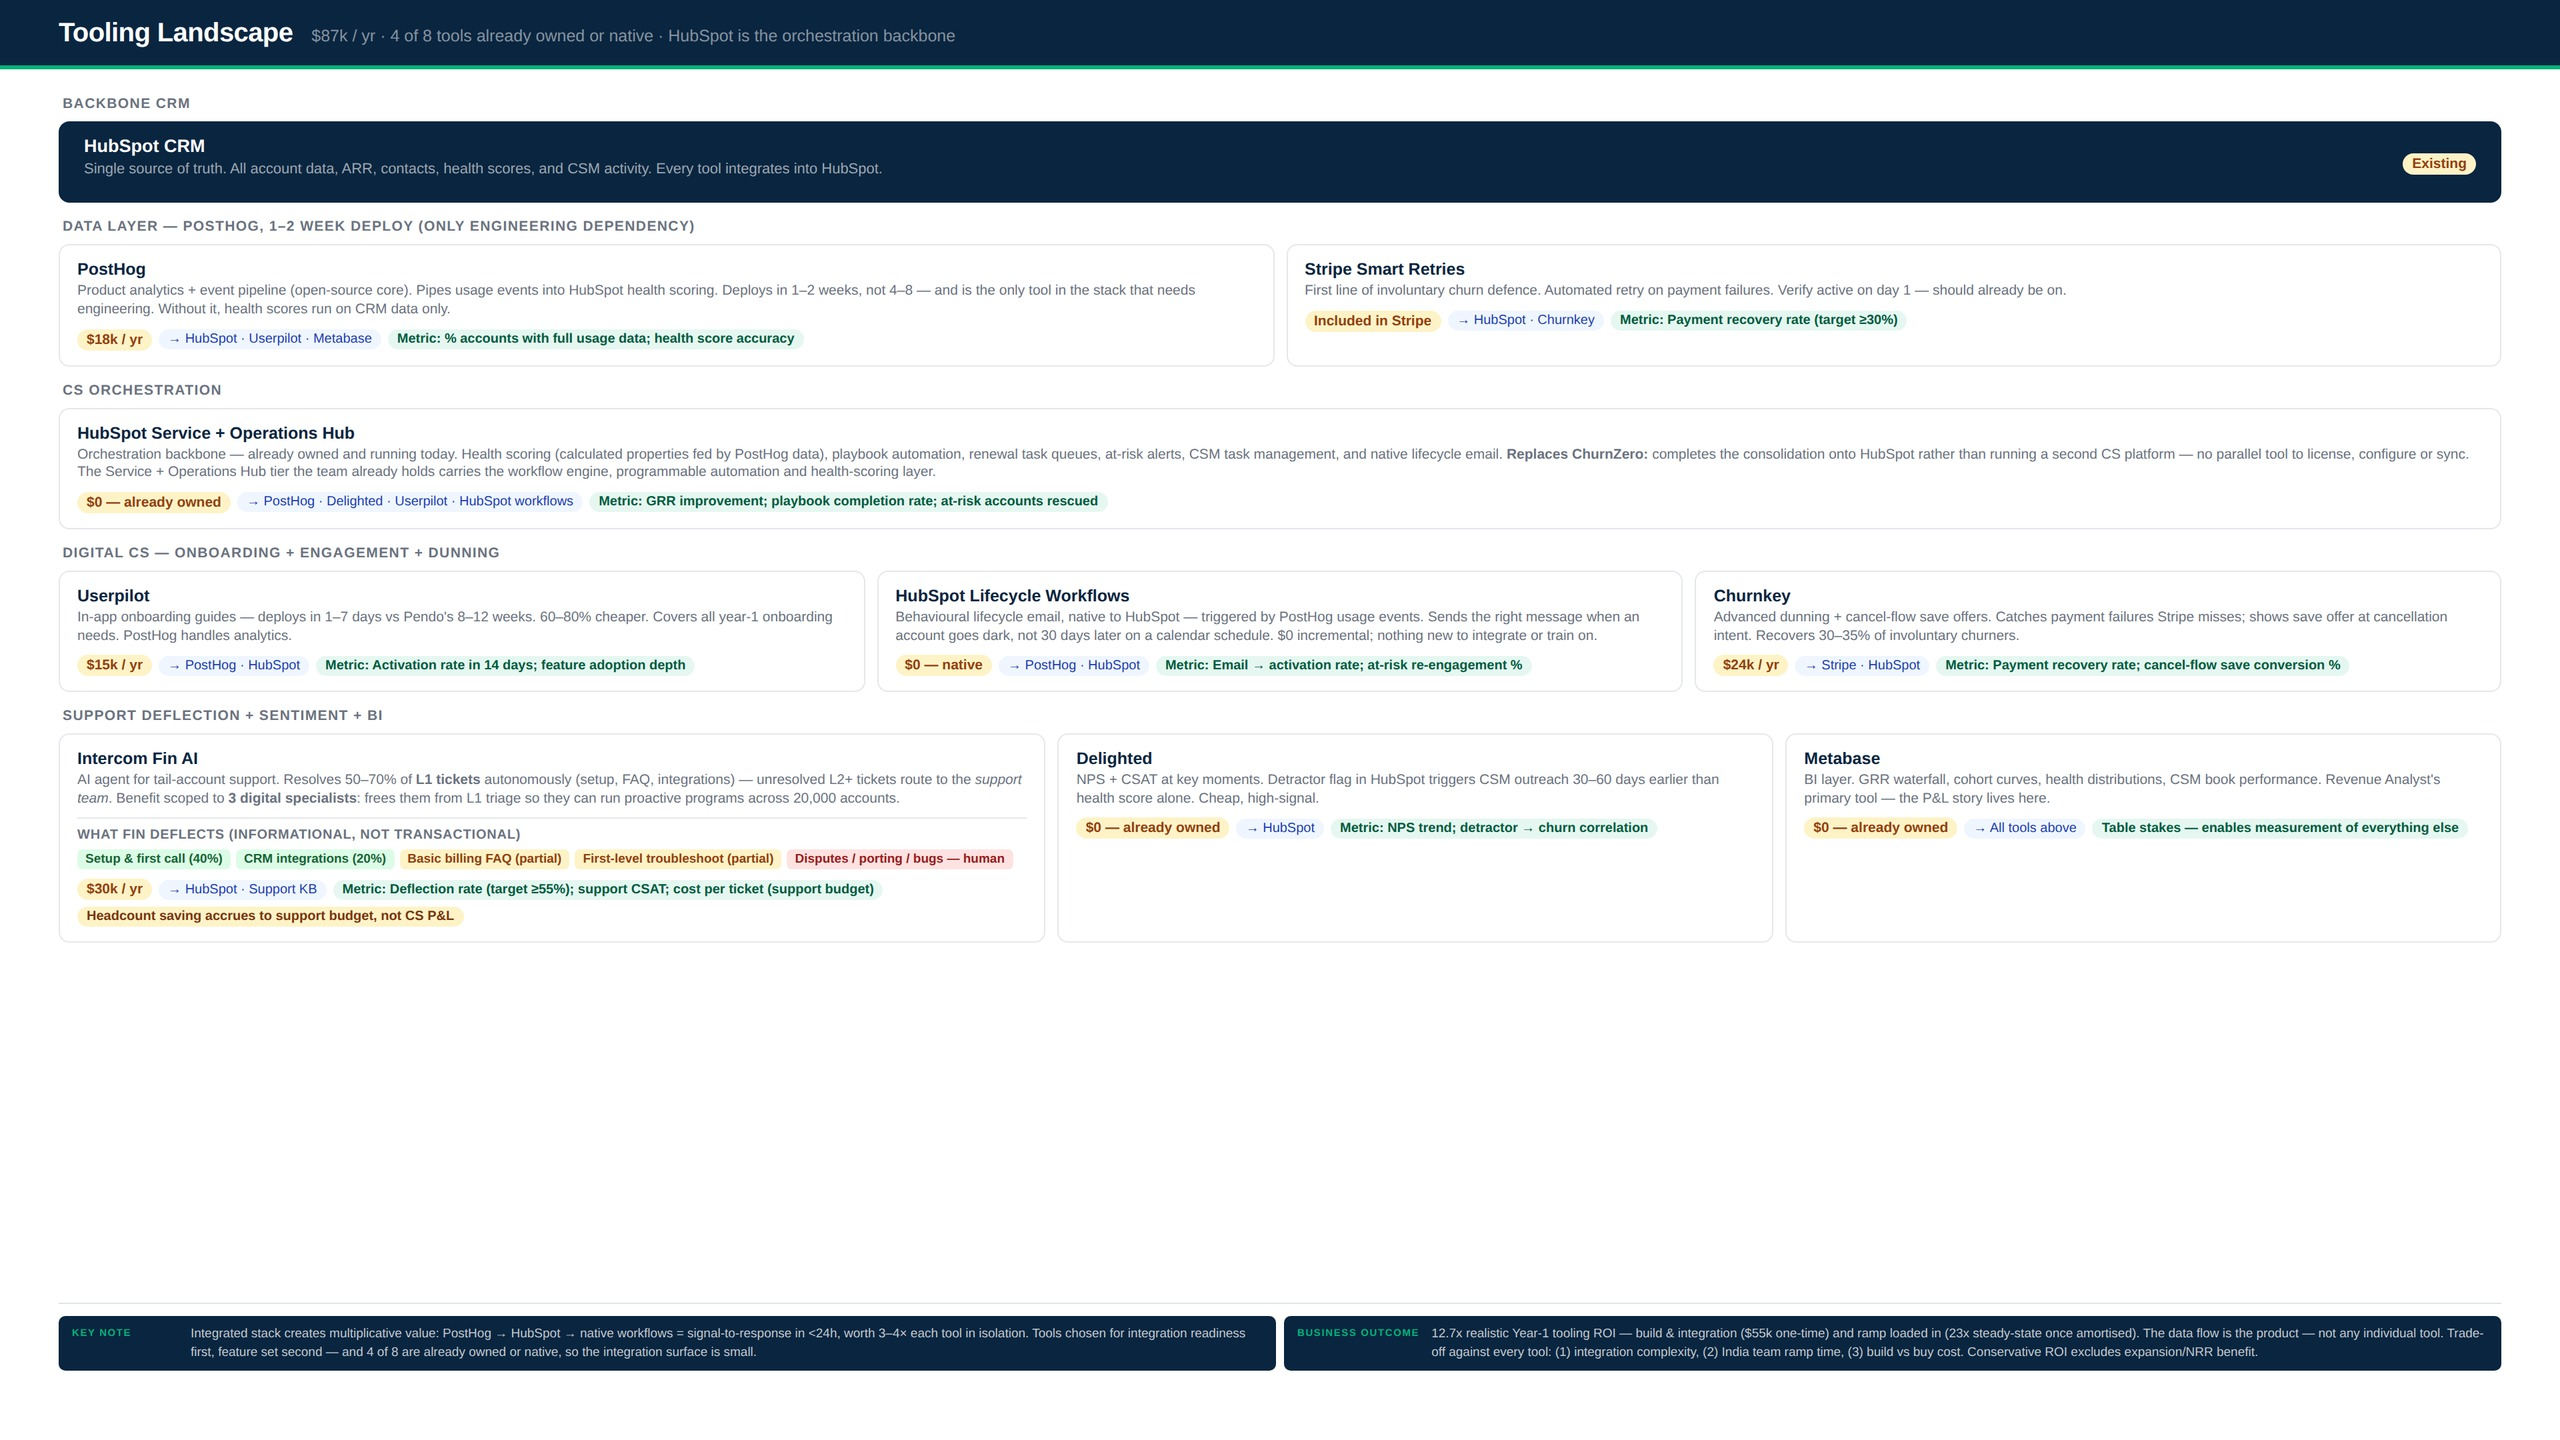 Tooling Landscape $87k / yr · 4 of 8 tools already owned or native · HubSpot is the orchestration backbone
BACKBONE CRM
HubSpot CRM
Single source of truth. All account data, ARR, contacts, health scores, and CSM activity. Every tool integrates into HubSpot.
Existing
DATA LAYER — POSTHOG, 1–2 WEEK DEPLOY (ONLY ENGINEERING DEPENDENCY)
PostHog
Product analytics + event pipeline (open-source core). Pipes usage events into HubSpot health scoring. Deploys in 1–2 weeks, not 4–8 — and is the only tool in the stack that needs
engineering. Without it, health scores run on CRM data only.
$18k / yr → HubSpot · Userpilot · Metabase Metric: % accounts with full usage data; health score accuracy
Stripe Smart Retries
First line of involuntary churn defence. Automated retry on payment failures. Verify active on day 1 — should already be on.
Included in Stripe → HubSpot · Churnkey Metric: Payment recovery rate (target ≥30%)
CS ORCHESTRATION
HubSpot Service + Operations Hub
Orchestration backbone — already owned and running today. Health scoring (calculated properties fed by PostHog data), playbook automation, renewal task queues, at-risk alerts, CSM task management, and native lifecycle email. Replaces ChurnZero: completes the consolidation onto HubSpot rather than running a second CS platform — no parallel tool to license, configure or sync.
The Service + Operations Hub tier the team already holds carries the workflow engine, programmable automation and health-scoring layer.
$0 — already owned → PostHog · Delighted · Userpilot · HubSpot workflows Metric: GRR improvement; playbook completion rate; at-risk accounts rescued
DIGITAL CS — ONBOARDING + ENGAGEMENT + DUNNING
Userpilot
In-app onboarding guides — deploys in 1–7 days vs Pendo's 8–12 weeks. 60–80% cheaper. Covers all year-1 onboarding
needs. PostHog handles analytics.
$15k / yr → PostHog · HubSpot Metric: Activation rate in 14 days; feature adoption depth
HubSpot Lifecycle Workflows
Behavioural lifecycle email, native to HubSpot — triggered by PostHog usage events. Sends the right message when an
account goes dark, not 30 days later on a calendar schedule. $0 incremental; nothing new to integrate or train on.
$0 — native → PostHog · HubSpot Metric: Email → activation rate; at-risk re-engagement %
Churnkey
Advanced dunning + cancel-flow save offers. Catches payment failures Stripe misses; shows save offer at cancellation
intent. Recovers 30–35% of involuntary churners.
$24k / yr → Stripe · HubSpot Metric: Payment recovery rate; cancel-flow save conversion %
SUPPORT DEFLECTION + SENTIMENT + BI
Intercom Fin AI
AI agent for tail-account support. Resolves 50–70% of L1 tickets autonomously (setup, FAQ, integrations) — unresolved L2+ tickets route to the support
team. Benefit scoped to 3 digital specialists: frees them from L1 triage so they can run proactive programs across 20,000 accounts.
WHAT FIN DEFLECTS (INFORMATIONAL, NOT TRANSACTIONAL)
Setup & first call (40%) CRM integrations (20%) Basic billing FAQ (partial) First-level troubleshoot (partial) Disputes / porting / bugs — human
$30k / yr → HubSpot · Support KB Metric: Deflection rate (target ≥55%); support CSAT; cost per ticket (support budget)
Headcount saving accrues to support budget, not CS P&L
Delighted
NPS + CSAT at key moments. Detractor flag in HubSpot triggers CSM outreach 30–60 days earlier than
health score alone. Cheap, high-signal.
$0 — already owned → HubSpot Metric: NPS trend; detractor → churn correlation
Metabase
BI layer. GRR waterfall, cohort curves, health distributions, CSM book performance. Revenue Analyst's
primary tool — the P&L story lives here.
$0 — already owned → All tools above Table stakes — enables measurement of everything else
KEY NOTE
Integrated stack creates multiplicative value: PostHog → HubSpot → native workflows = signal-to-response in <24h, worth 3–4× each tool in isolation. Tools chosen for integration readiness
first, feature set second — and 4 of 8 are already owned or native, so the integration surface is small.
BUSINESS OUTCOME
12.7x realistic Year-1 tooling ROI — build & integration ($55k one-time) and ramp loaded in (23x steady-state once amortised). The data flow is the product — not any individual tool. Trade-
off against every tool: (1) integration complexity, (2) India team ramp time, (3) build vs buy cost. Conservative ROI excludes expansion/NRR benefit.